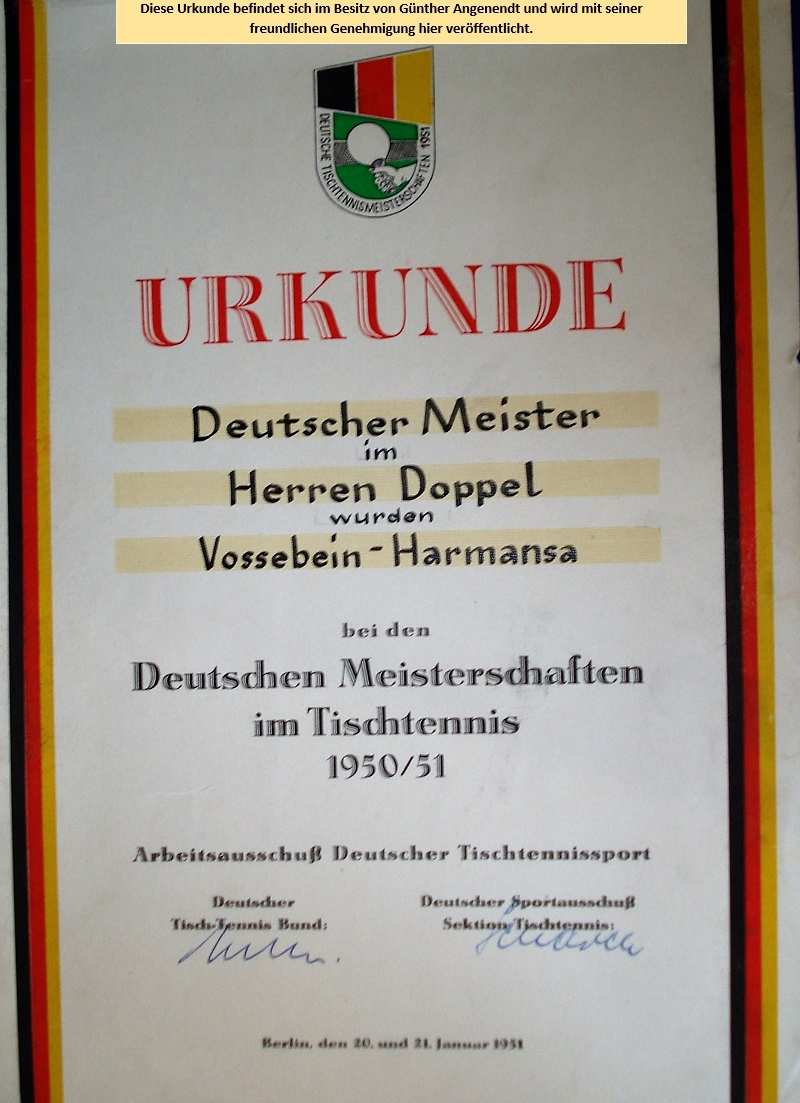 Diese Urkunde befindet sich im Besitz von Günther Angenendt und wird mit seiner
freundlichen Genehmigung hier veröffentlicht.
DEUTSCHE TISCHTENNISMEISTERSCHAFTEN 1951
URKUNDE
Deutscher Meister
im
Herren Doppel
wurden
Vossebein-Harmansa
bei den
Deutschen Meisterschaften
im Tischtennis
1950/51
Arbeitsausschuß Deutscher Tischtennissport
Deutscher
Tisch-Tennis Bund:
Deutscher Sportausschuß
Sektion Tischtennis:
Berlin, den 20. und 21. Januar 1951